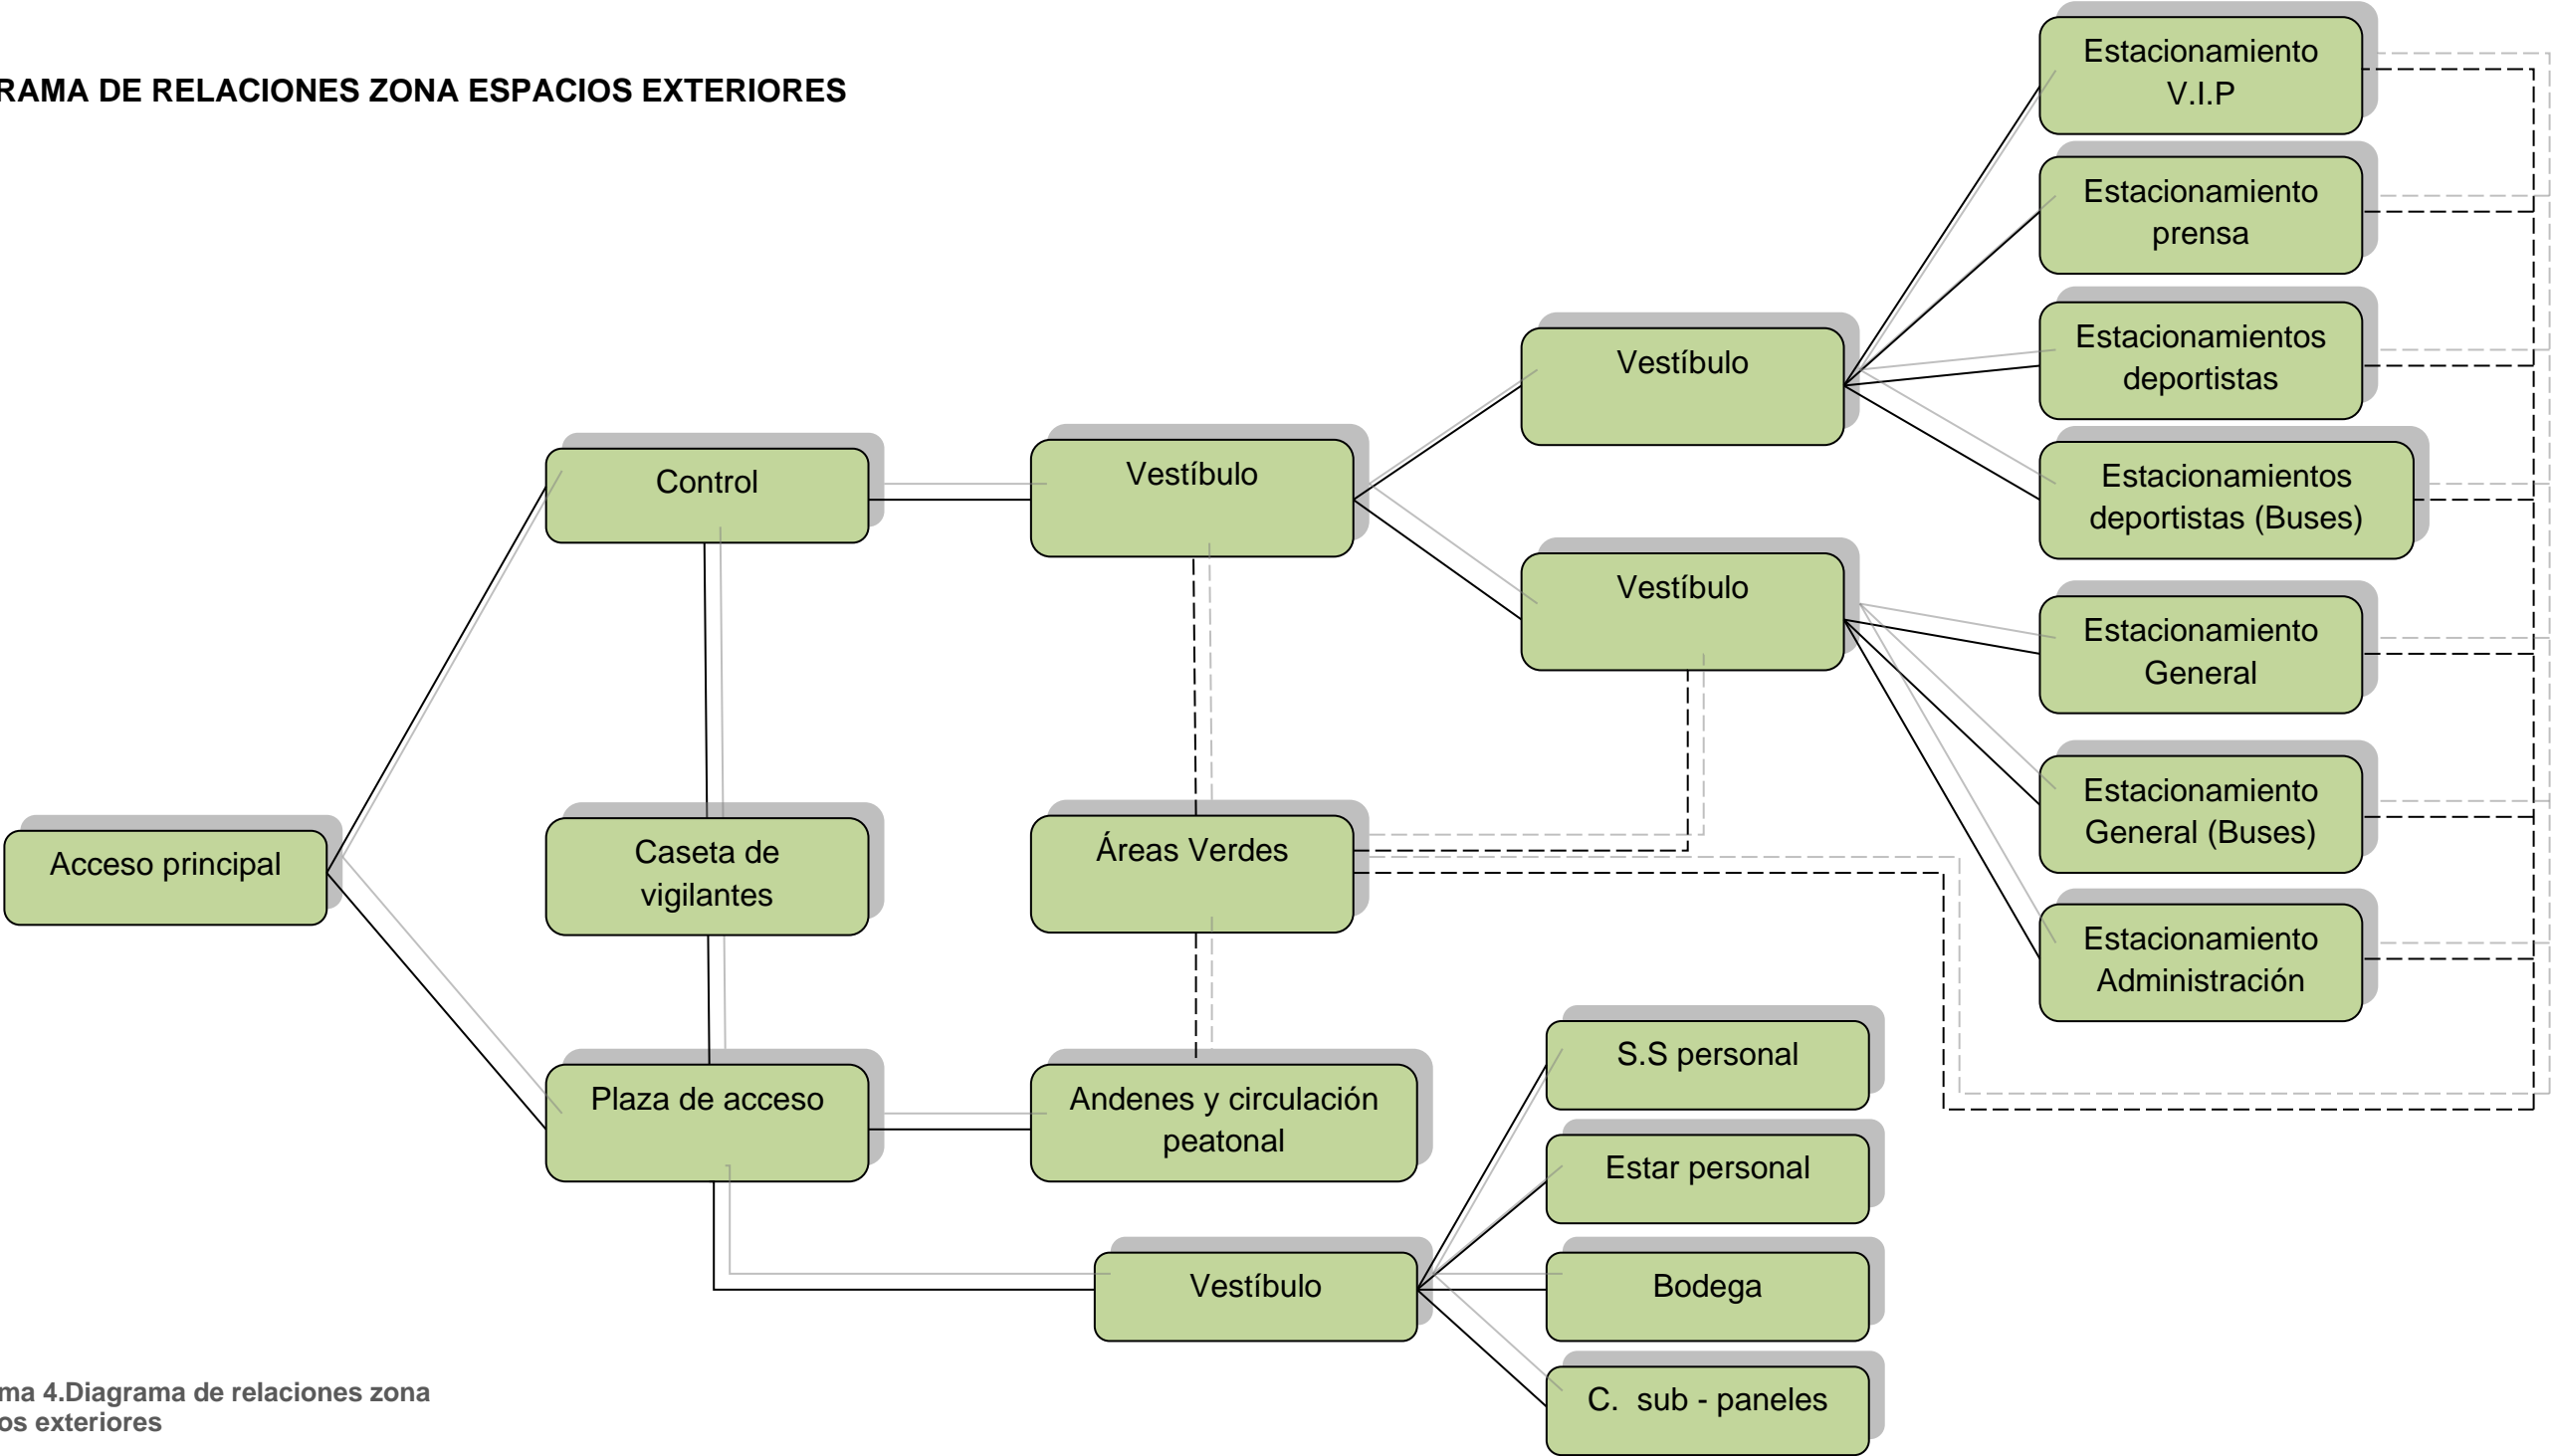 RAMA DE RELACIONES ZONA ESPACIOS EXTERIORES
Estacionamiento
V.I.P
Estacionamiento
prensa
Estacionamientos
deportistas
Estacionamientos
deportistas (Buses)
Estacionamiento
General
Estacionamiento
General (Buses)
Estacionamiento
Administración
Vestíbulo
Vestíbulo
Control
Vestíbulo
Acceso principal
Caseta de
vigilantes
Áreas Verdes
Plaza de acceso
Andenes y circulación
peatonal
Vestíbulo
S.S personal
Estar personal
Bodega
C. sub - paneles
ma 4.Diagrama de relaciones zona
os exteriores